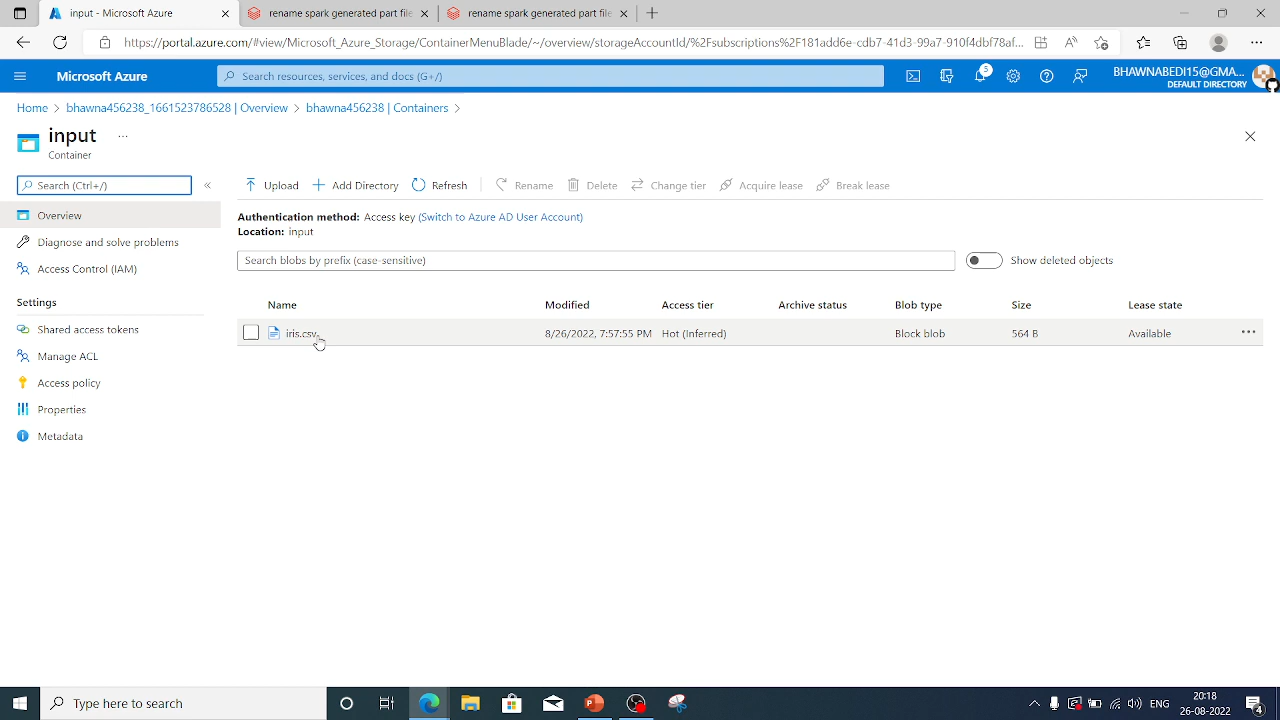 input - Microsoft Azure
rename spark generated part file
rename spark generated part file
https://portal.azure.com/#view/Microsoft_Azure_Storage/ContainerMenuBlade/~/overview/storageAccountId/%2Fsubscriptions%2F181add6e-cdb7-41d3-99a7-910f4dbf78af...
Microsoft Azure
Search resources, services, and docs (G+/)
5
BHAWNABEDI15@GMA...
DEFAULT DIRECTORY
Home > bhawna456238_1661523786528 | Overview > bhawna456238 | Containers >
input ...
Container
Search (Ctrl+/)
«
Upload
Add Directory
Refresh
Rename
Delete
Change tier
Acquire lease
Break lease
Overview
Diagnose and solve problems
Access Control (IAM)
Settings
Shared access tokens
Manage ACL
Access policy
Properties
Metadata
Authentication method: Access key (Switch to Azure AD User Account)
Location: input
Search blobs by prefix (case-sensitive)
Show deleted objects
Name Modified Access tier Archive status Blob type Size Lease state
iris.csv 8/26/2022, 7:57:55 PM Hot (Inferred) Block blob 564 B Available ...
Type here to search
ENG
20:18
26-08-2022
4